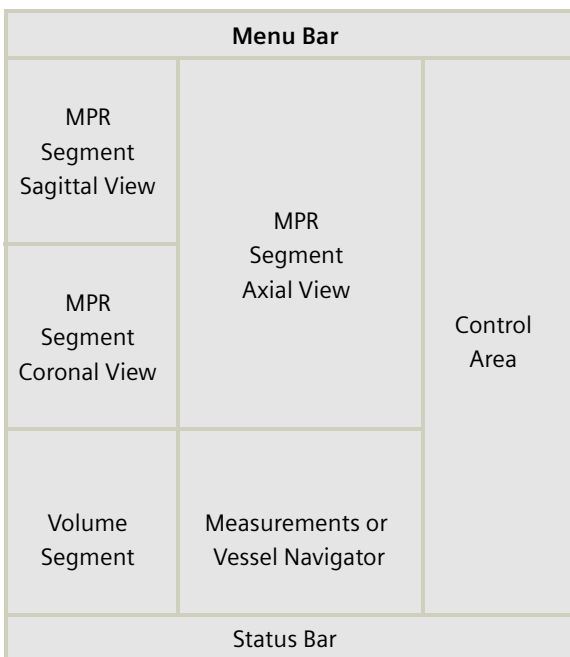 Menu Bar
MPR
Segment
Sagittal View
MPR
Segment
Axial View
MPR
Segment
Coronal View
Control
Area
Volume
Segment
Measurements or
Vessel Navigator
Status Bar